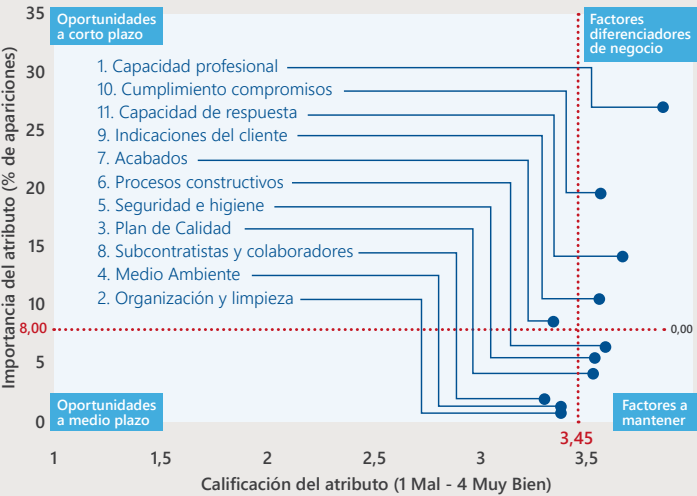 Oportunidades
a corto plazo
Factores
diferenciadores
de negocio
Importancia del atributo (% de apariciones)
35
30
25
20
15
10
8,00
5
0
1. Capacidad profesional
10. Cumplimiento compromisos
11. Capacidad de respuesta
9. Indicaciones del cliente
7. Acabados
6. Procesos constructivos
5. Seguridad e higiene
3. Plan de Calidad
8. Subcontratistas y colaboradores
4. Medio Ambiente
2. Organización y limpieza
0,00
Oportunidades
a medio plazo
Factores a
mantener
3,45
1
1,5
2
2,5
3
3,5
Calificación del atributo (1 Mal - 4 Muy Bien)